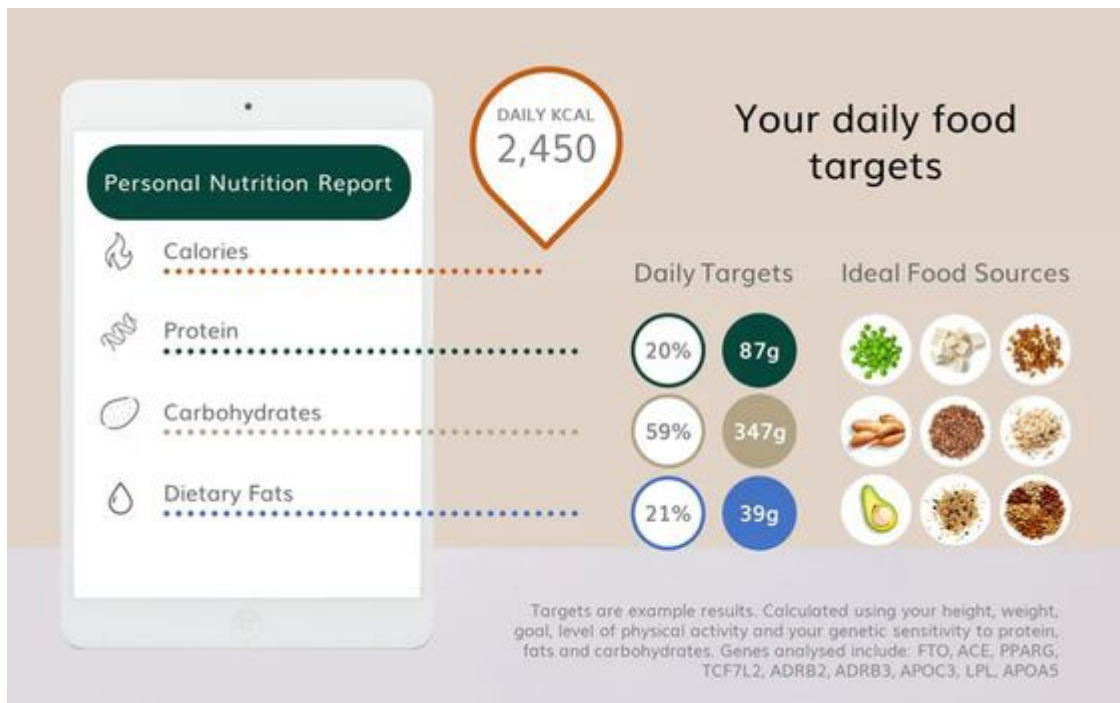 DAILY KCAL
2,450
Your daily food
targets
Personal Nutrition Report
Calories
Protein
Carbohydrates
Dietary Fats
Daily Targets
Ideal Food Sources
20%
87g
59%
347g
21%
39g
Targets are example results. Calculated using your height, weight,
goal, level of physical activity and your genetic sensitivity to protein,
fats and carbohydrates. Genes analysed include: FTO, ACE, PPARG,
TCF7L2, ADRB2, ADRB3, APOC3, LPL, APOA5